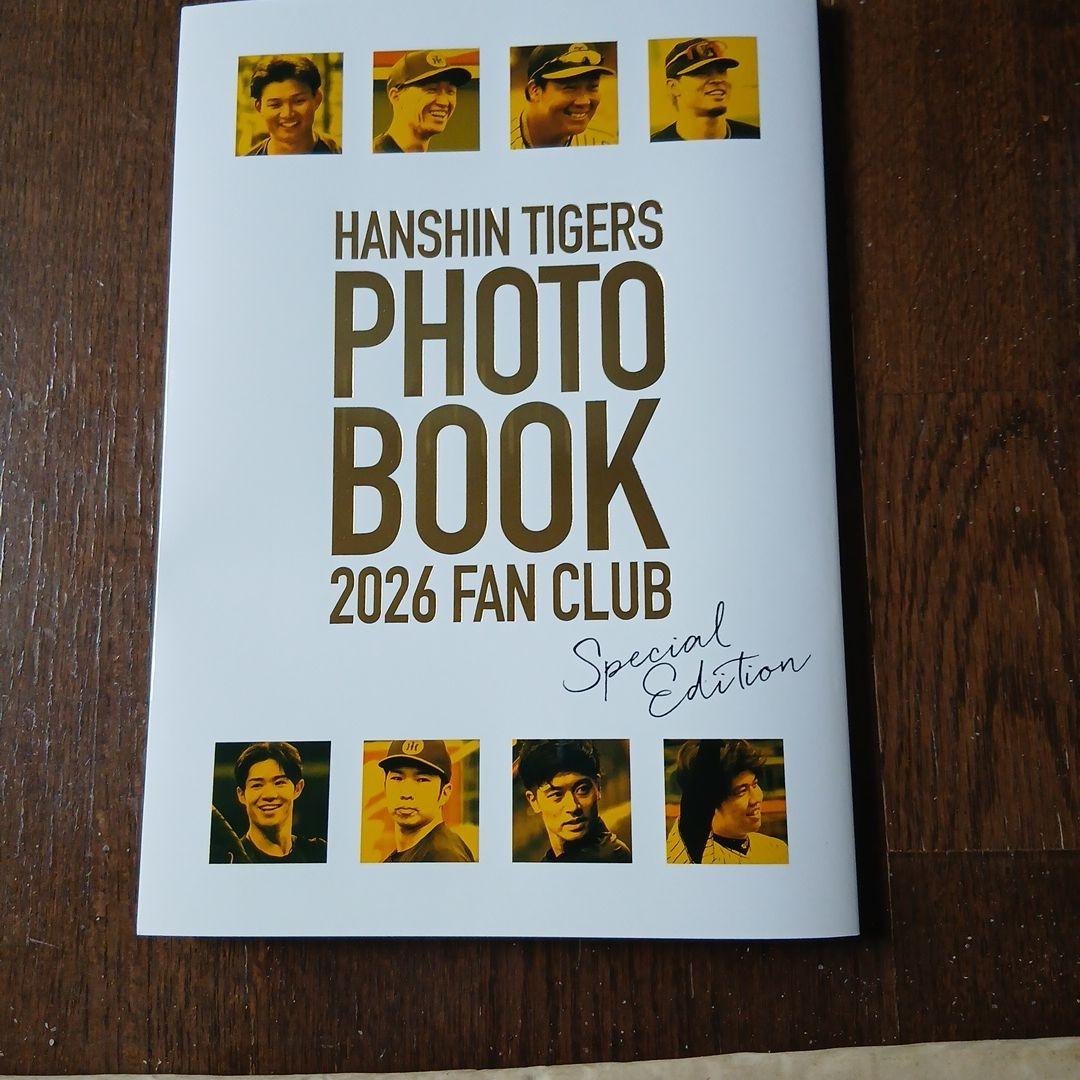 HANSHIN TIGERS
PHOTO
BOOK
2026 FAN CLUB
Special
Edition